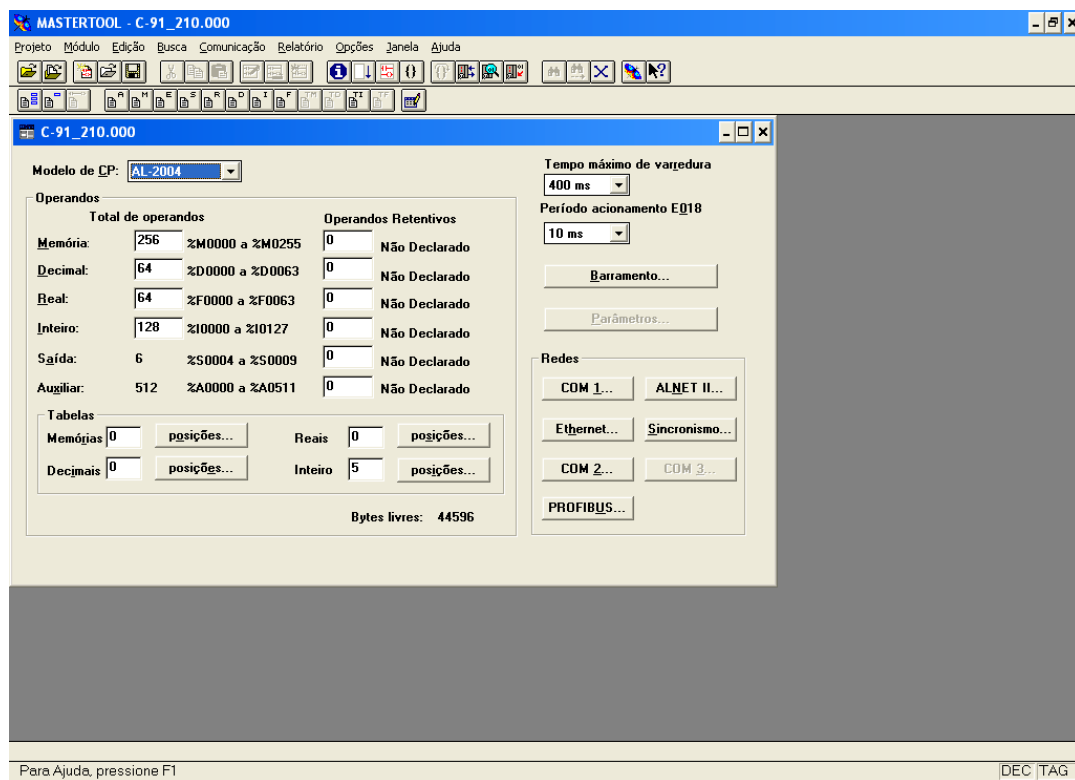 MASTERTOOL - C-91_210.000
Projeto Módulo Edição Busca Comunicação Relatório Opções Janela Ajuda
A M E S R D I F TM TD TI TF
C-91_210.000
Modelo de CP: AL-2004
Tempo máximo de varredura
400 ms
Período acionamento E018
10 ms
Barramento...
Parâmetros...
Operandos
Total de operandos Operandos Retentivos
Memória: 256 %M0000 a %M0255 0 Não Declarado
Decimal: 64 %D0000 a %D0063 0 Não Declarado
Real: 64 %F0000 a %F0063 0 Não Declarado
Inteiro: 128 %I0000 a %I0127 0 Não Declarado
Saída: 6 %S0004 a %S0009 0 Não Declarado
Auxiliar: 512 %A0000 a %A0511 0 Não Declarado
Tabelas
Memórias 0 posições... Reais 0 posições...
Decimais 0 posições... Inteiro 5 posições...
Bytes livres: 44596
Redes
COM 1... ALNET II...
Ethernet... Sincronismo...
COM 2... COM 3...
PROFIBUS...
Para Ajuda, pressione F1 DEC TAG